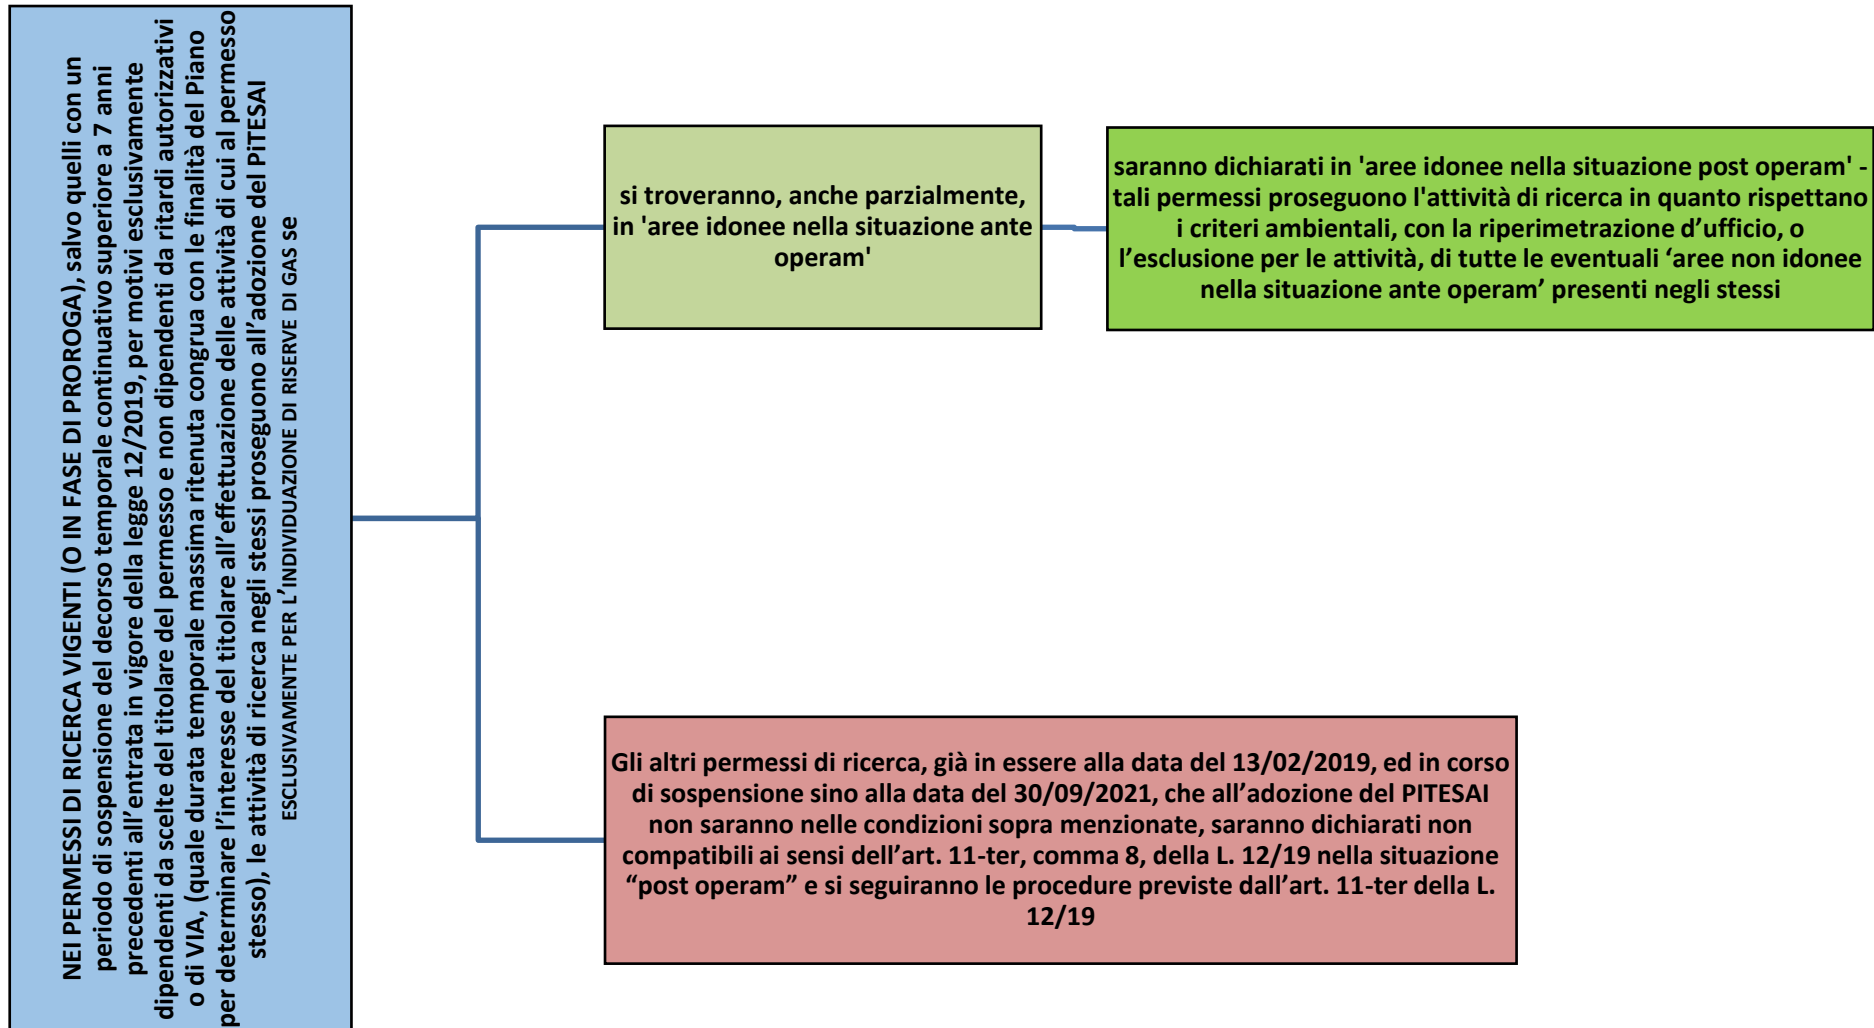 NEI PERMESSI DI RICERCA VIGENTI (O IN FASE DI PROROGA), salvo quelli con un
periodo di sospensione del decorso temporale continuativo superiore a 7 anni
precedenti all’entrata in vigore della legge 12/2019, per motivi esclusivamente
dipendenti da scelte del titolare del permesso e non dipendenti da ritardi autorizzativi
o di VIA, (quale durata temporale massima ritenuta congrua con le finalità del Piano
per determinare l’interesse del titolare all’effettuazione delle attività di cui al permesso
stesso), le attività di ricerca negli stessi proseguono all’adozione del PiTESAI
ESCLUSIVAMENTE PER L’INDIVIDUAZIONE DI RISERVE DI GAS se
si troveranno, anche parzialmente,
in 'aree idonee nella situazione ante
operam'
saranno dichiarati in 'aree idonee nella situazione post operam' -
tali permessi proseguono l'attività di ricerca in quanto rispettano
i criteri ambientali, con la riperimetrazione d’ufficio, o
l’esclusione per le attività, di tutte le eventuali ‘aree non idonee
nella situazione ante operam’ presenti negli stessi
Gli altri permessi di ricerca, già in essere alla data del 13/02/2019, ed in corso
di sospensione sino alla data del 30/09/2021, che all’adozione del PITESAI
non saranno nelle condizioni sopra menzionate, saranno dichiarati non
compatibili ai sensi dell’art. 11-ter, comma 8, della L. 12/19 nella situazione
“post operam” e si seguiranno le procedure previste dall’art. 11-ter della L.
12/19